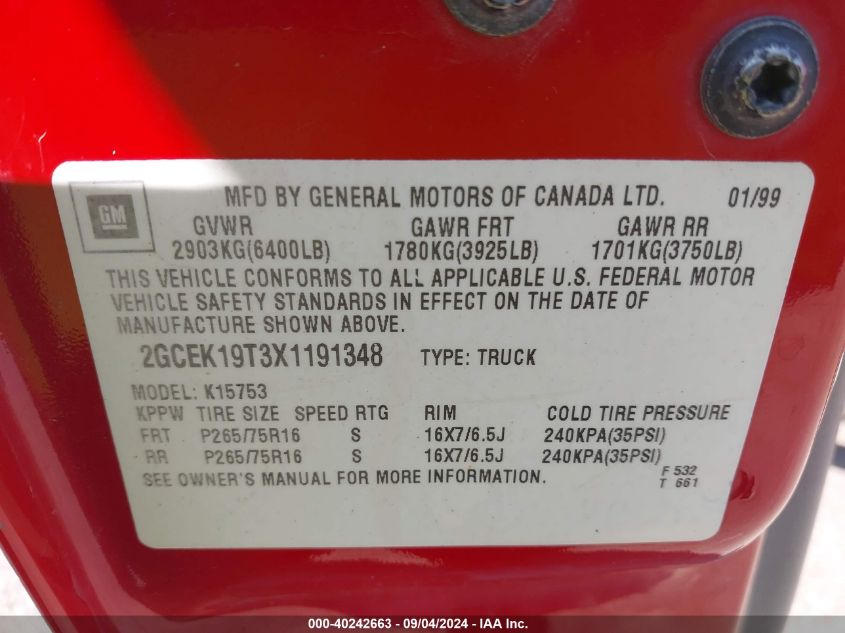 GM
MFD BY GENERAL MOTORS OF CANADA LTD. 01/99
GVWR GAWR FRT GAWR RR
2903KG(6400LB) 1780KG(3925LB) 1701KG(3750LB)
THIS VEHICLE CONFORMS TO ALL APPLICABLE U.S. FEDERAL MOTOR
VEHICLE SAFETY STANDARDS IN EFFECT ON THE DATE OF
MANUFACTURE SHOWN ABOVE.
2GCEK19T3X1191348 TYPE: TRUCK
MODEL: K15753
KPPW TIRE SIZE SPEED RTG RIM COLD TIRE PRESSURE
FRT P265/75R16 S 16X7/6.5J 240KPA(35PSI)
RR P265/75R16 S 16X7/6.5J 240KPA(35PSI)
SEE OWNER'S MANUAL FOR MORE INFORMATION. F 532
T 661
000-40242663 - 09/04/2024 - IAA Inc.